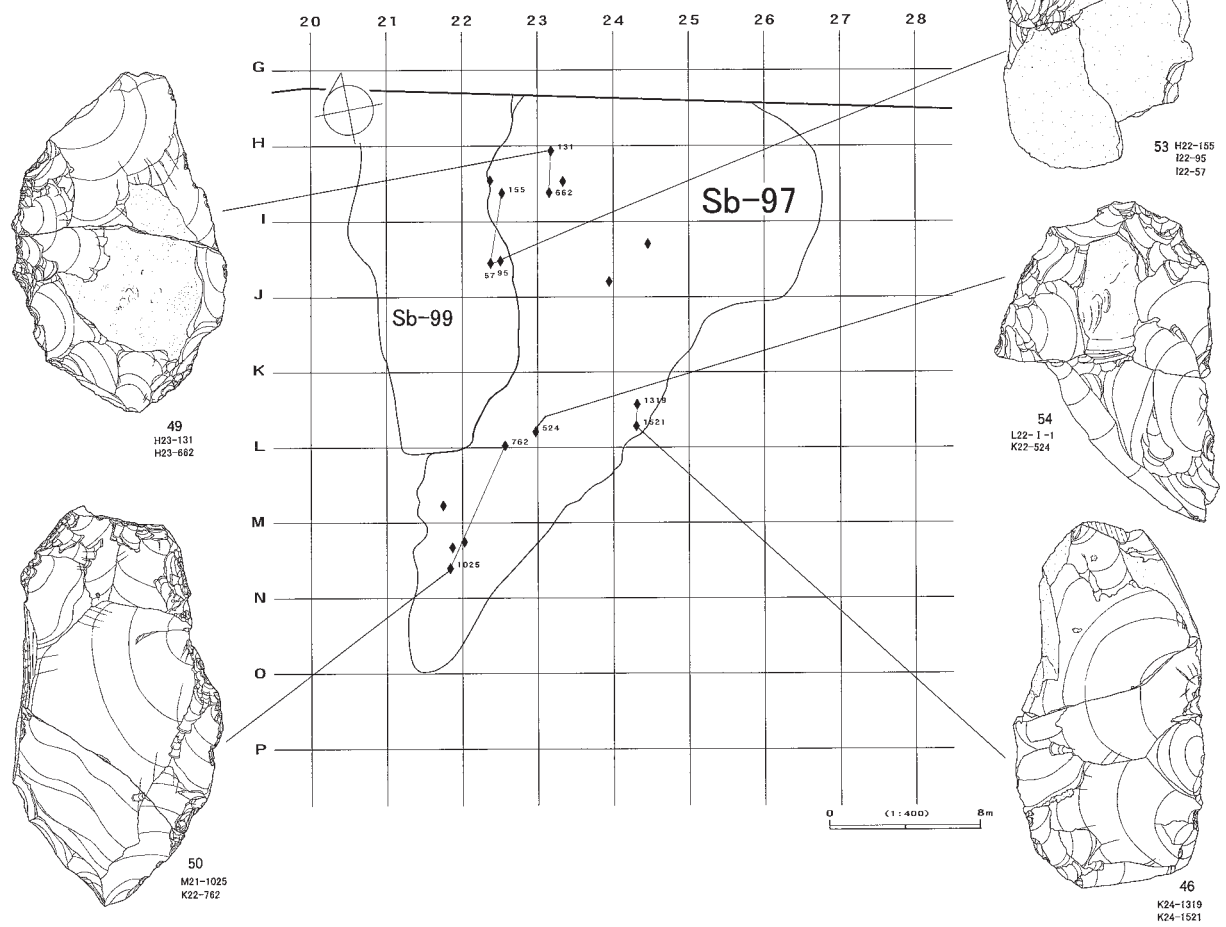 20 21 22 23 24 25 26 27 28
G
H
I
J
K
L
M
N
O
P
131
155
662
57 95
Sb-97
Sb-99
1319
1521
524
762
1025
0 (1:400) 8m
49
H23-131
H23-662
50
M21-1025
K22-762
53 H22-155
I22-95
I22-57
54
L22-I-1
K22-524
46
K24-1319
K24-1521